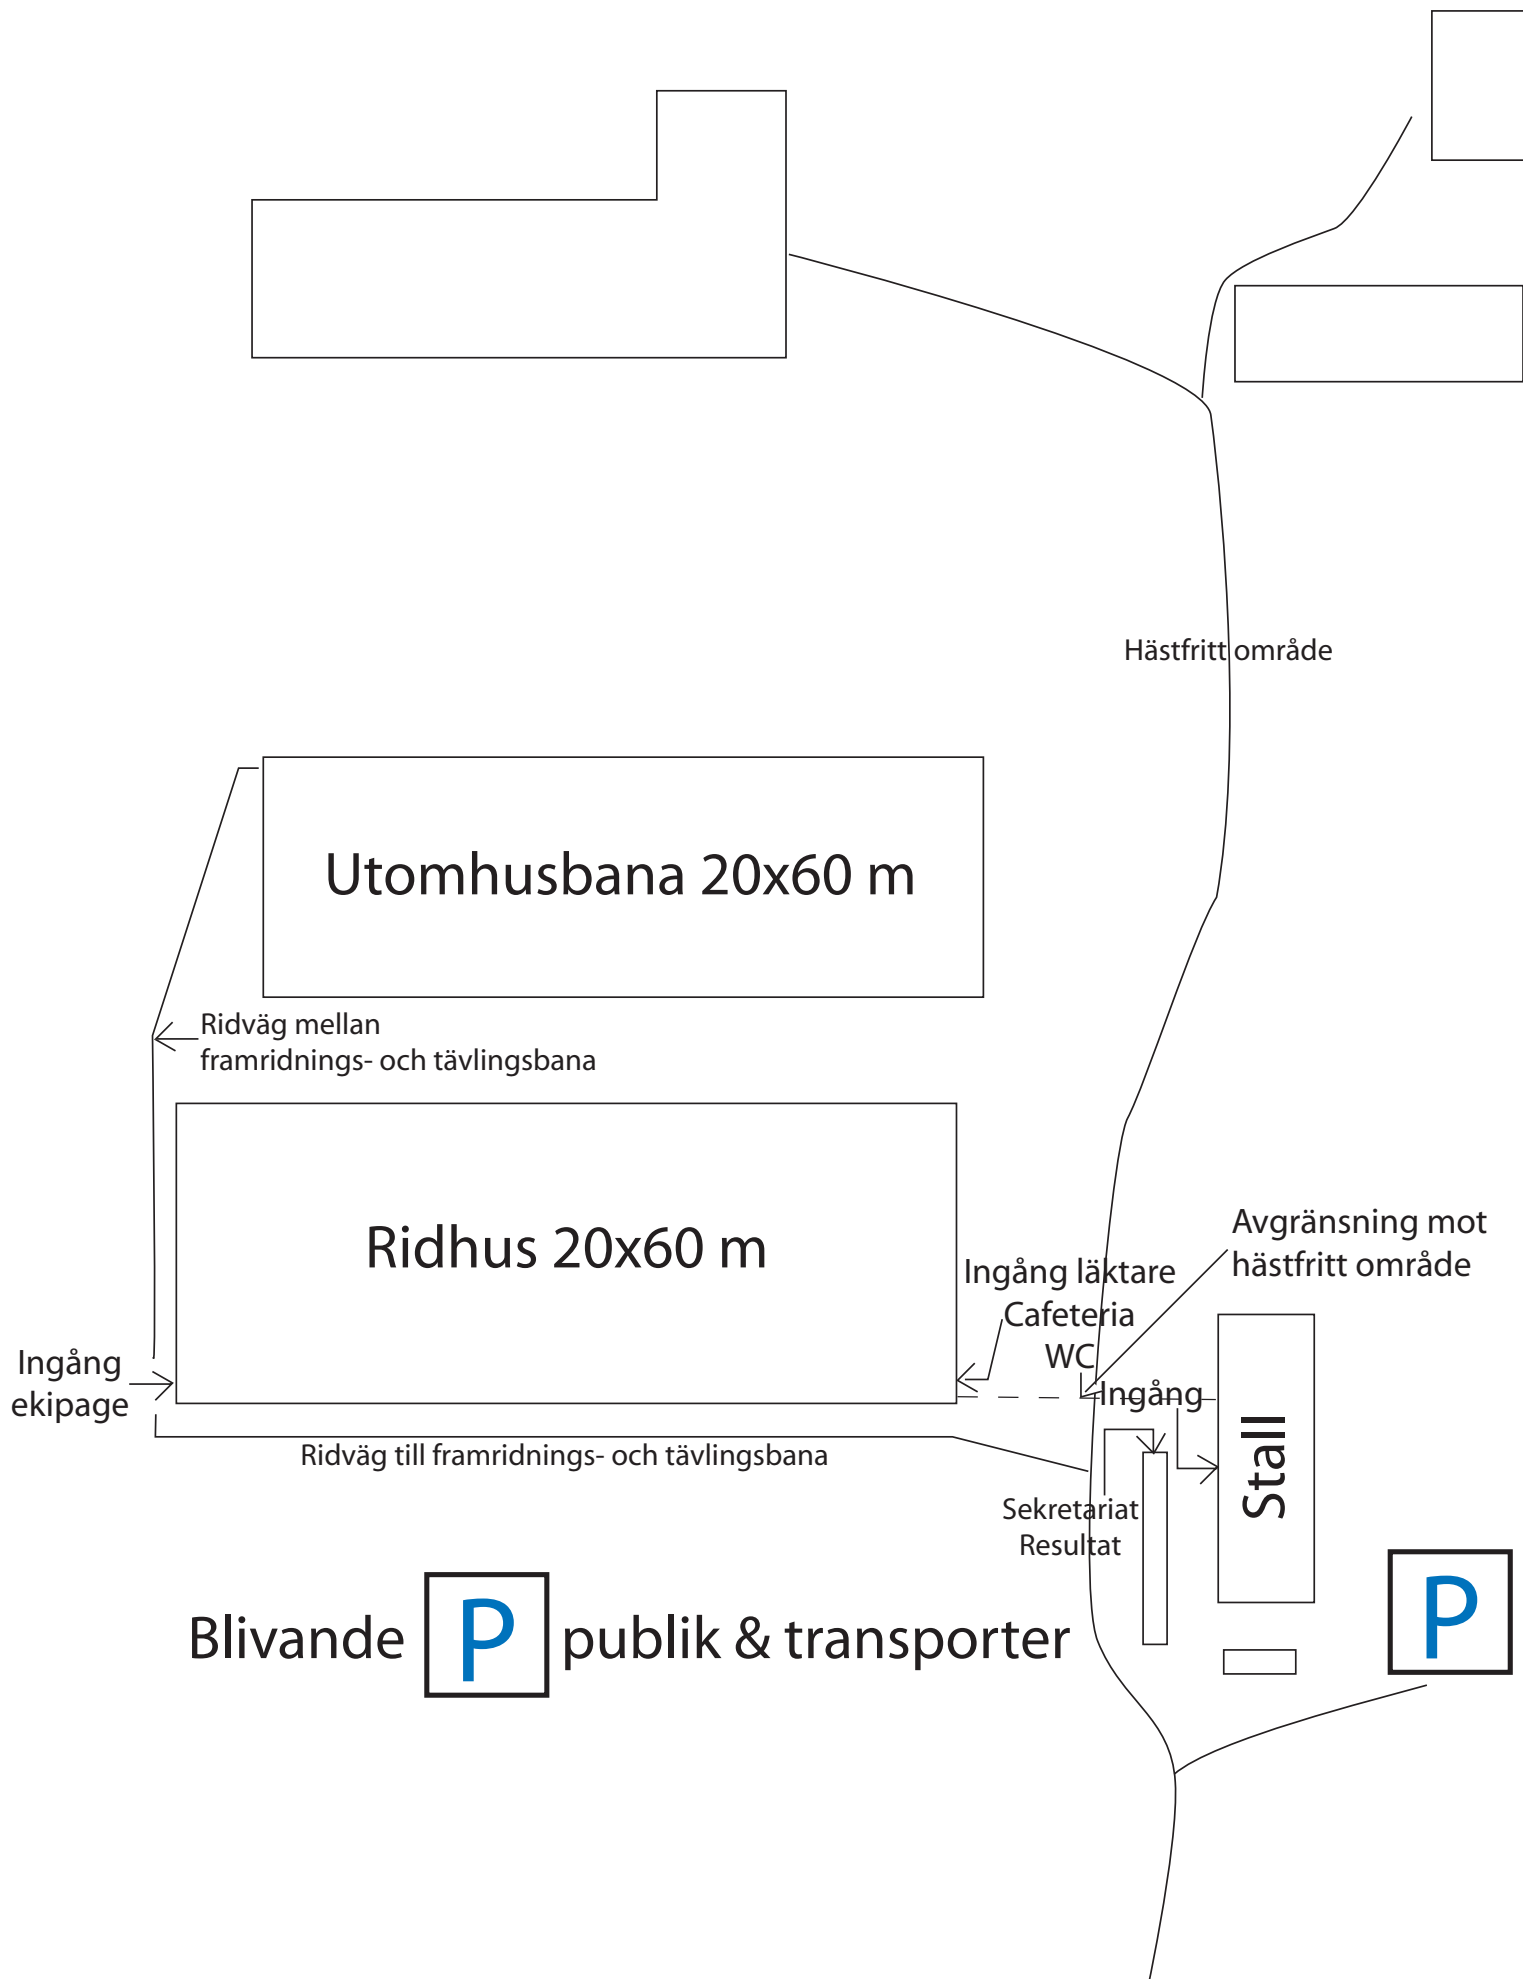 Hästfritt område
Utomhusbana 20x60 m
Ridväg mellan
framridnings- och tävlingsbana
Ridhus 20x60 m
Avgränsning mot
hästfritt område
Ingång läktare
Cafeteria
WC
Ingång
ekipage
Ingång
Stall
Ridväg till framridnings- och tävlingsbana
Sekretariat
Resultat
Blivande P publik & transporter
P